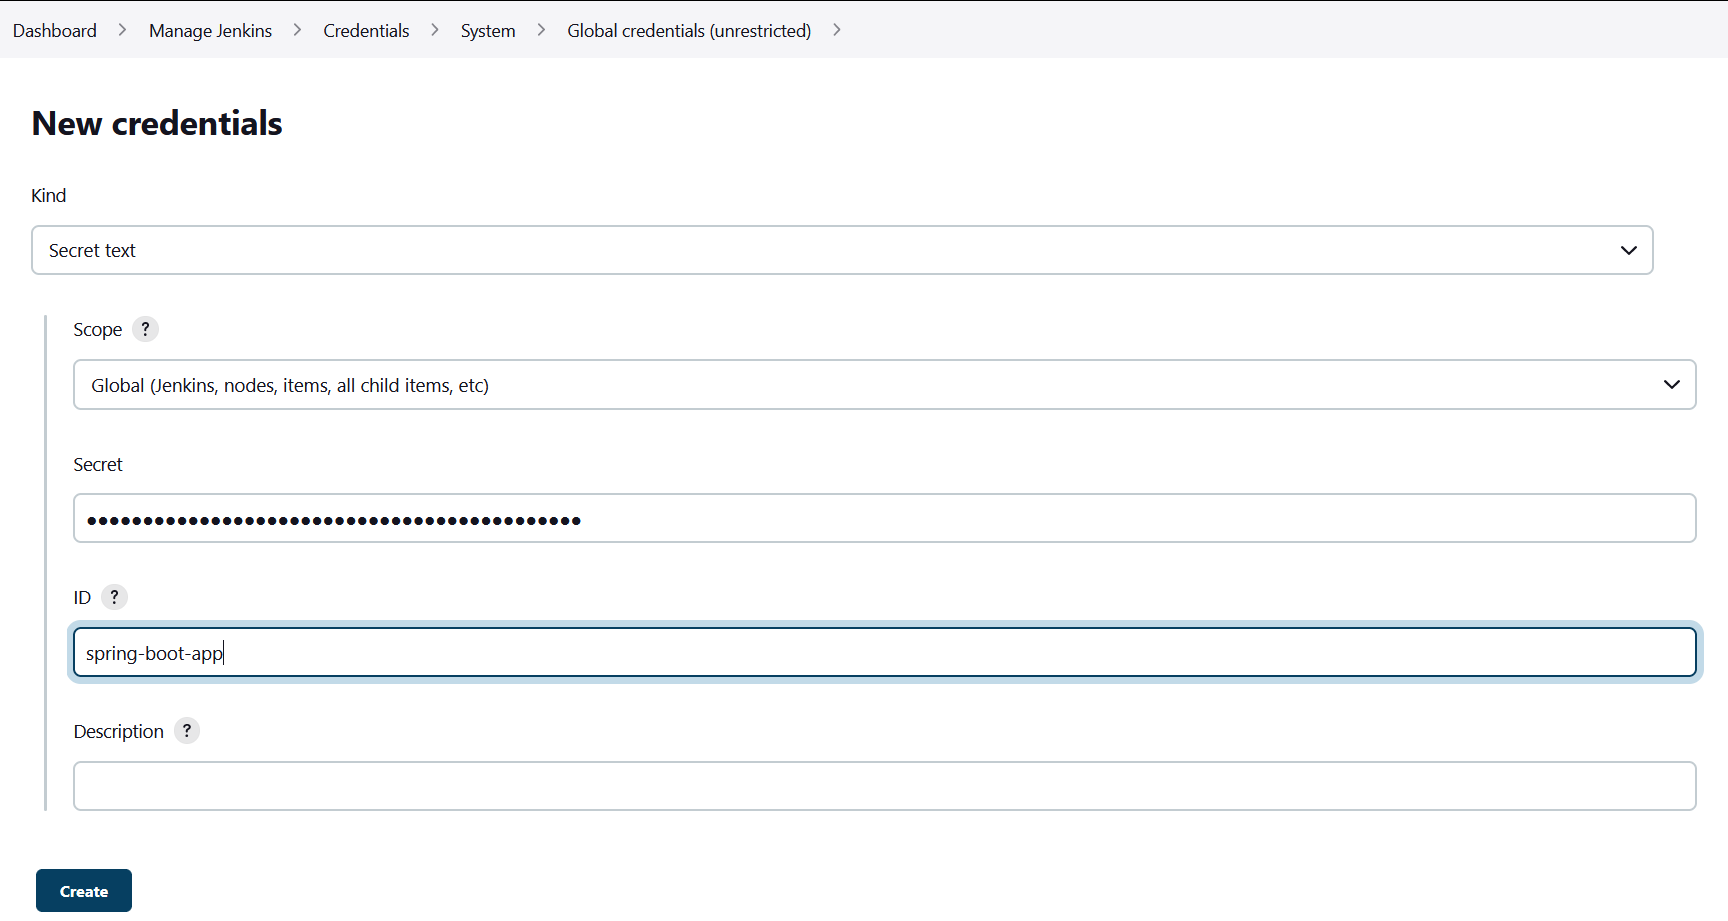 Dashboard > Manage Jenkins > Credentials > System > Global credentials (unrestricted) >
New credentials
Kind
Secret text
Scope ?
Global (Jenkins, nodes, items, all child items, etc)
Secret
••••••••••••••••••••••••••••••••••••••••••••
ID ?
spring-boot-app
Description ?
Create